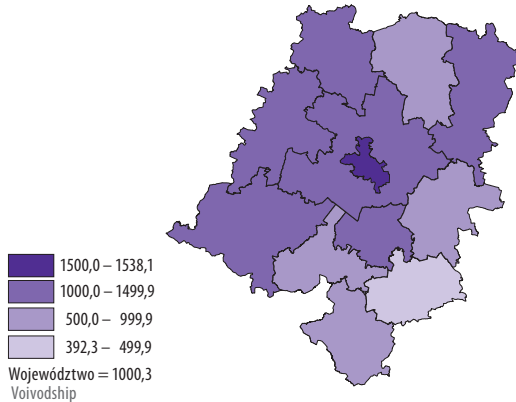 1500,0 – 1538,1
1000,0 – 1499,9
500,0 – 999,9
392,3 – 499,9
Województwo = 1000,3
Voivodship